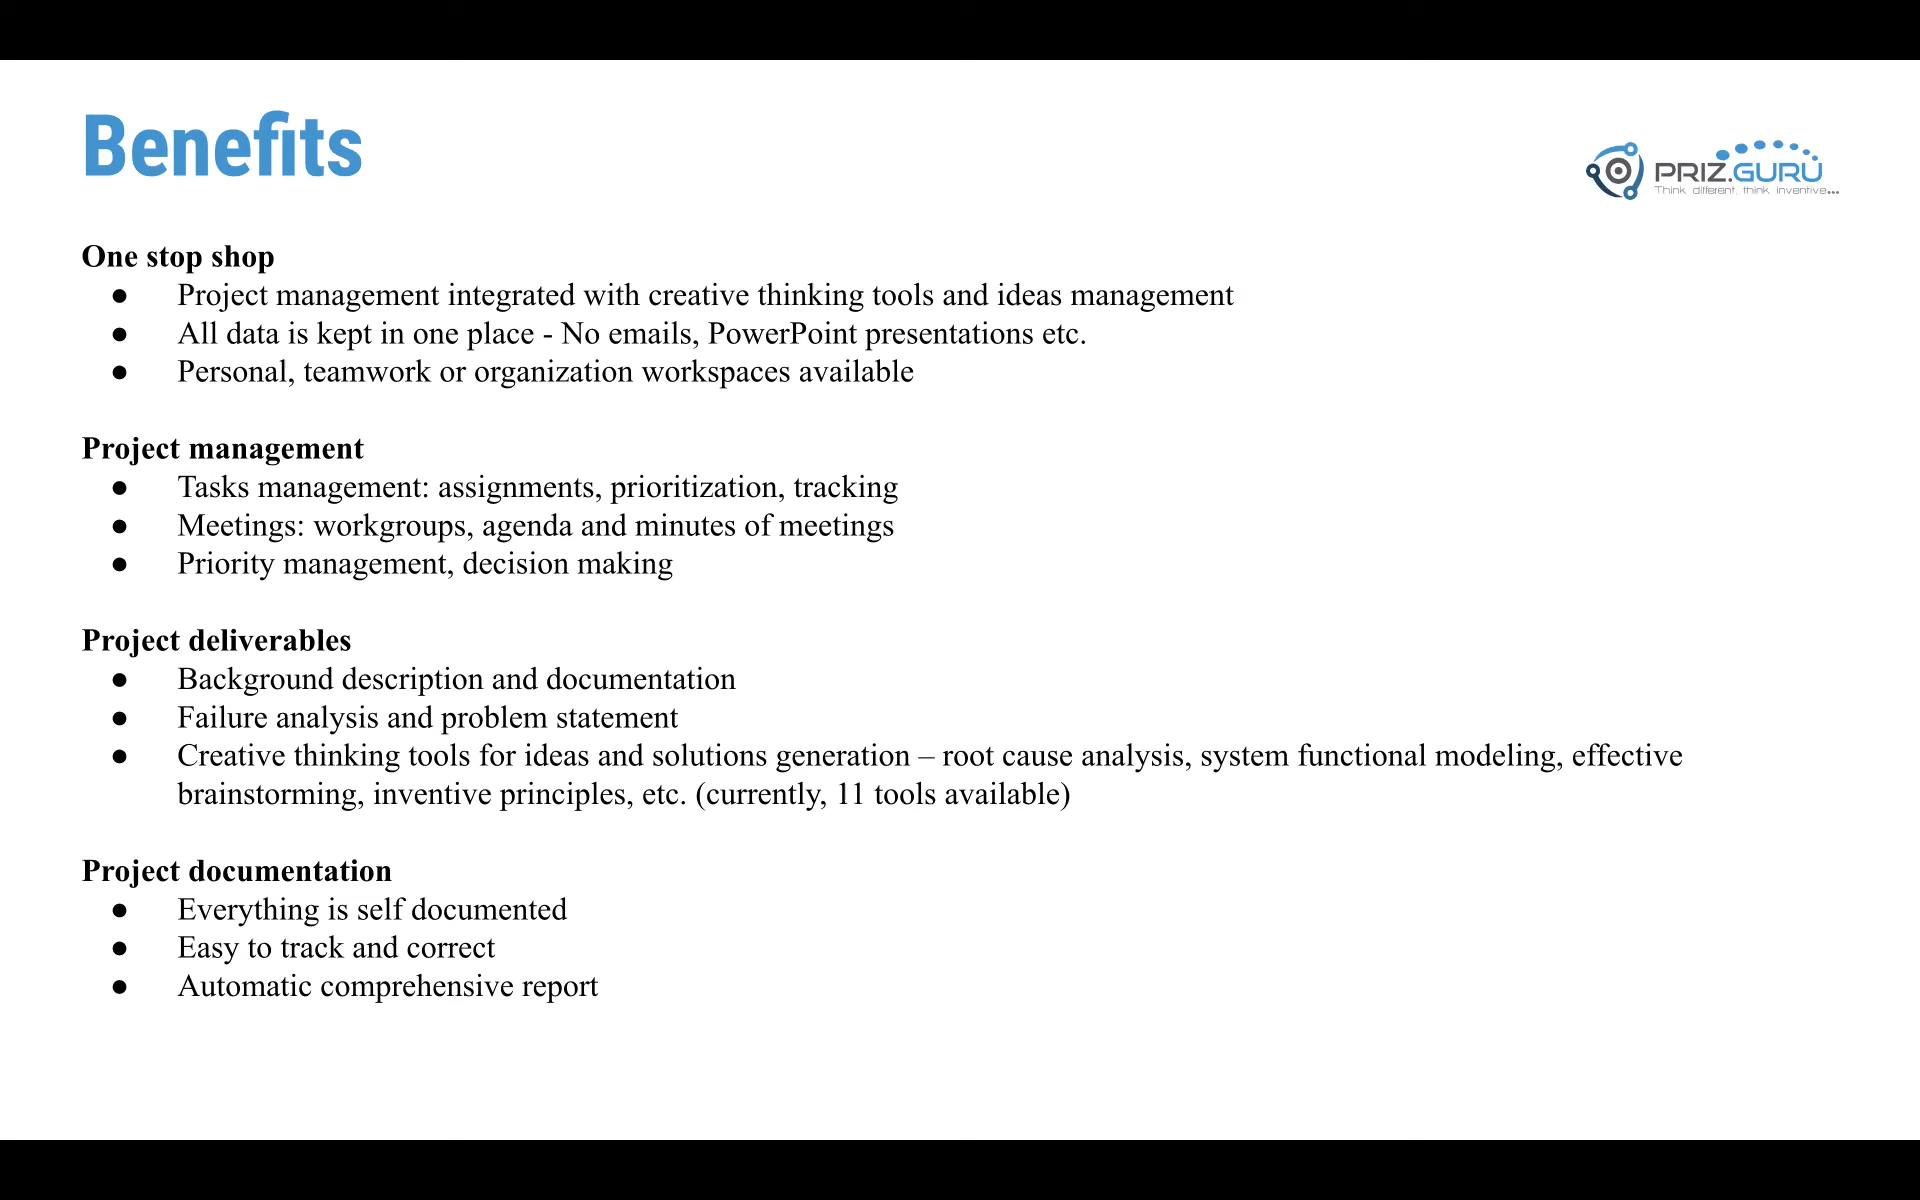 Benefits
PRIZ.GURU
Think different, think inventive...
One stop shop
● Project management integrated with creative thinking tools and ideas management
● All data is kept in one place - No emails, PowerPoint presentations etc.
● Personal, teamwork or organization workspaces available
Project management
● Tasks management: assignments, prioritization, tracking
● Meetings: workgroups, agenda and minutes of meetings
● Priority management, decision making
Project deliverables
● Background description and documentation
● Failure analysis and problem statement
● Creative thinking tools for ideas and solutions generation – root cause analysis, system functional modeling, effective
brainstorming, inventive principles, etc. (currently, 11 tools available)
Project documentation
● Everything is self documented
● Easy to track and correct
● Automatic comprehensive report